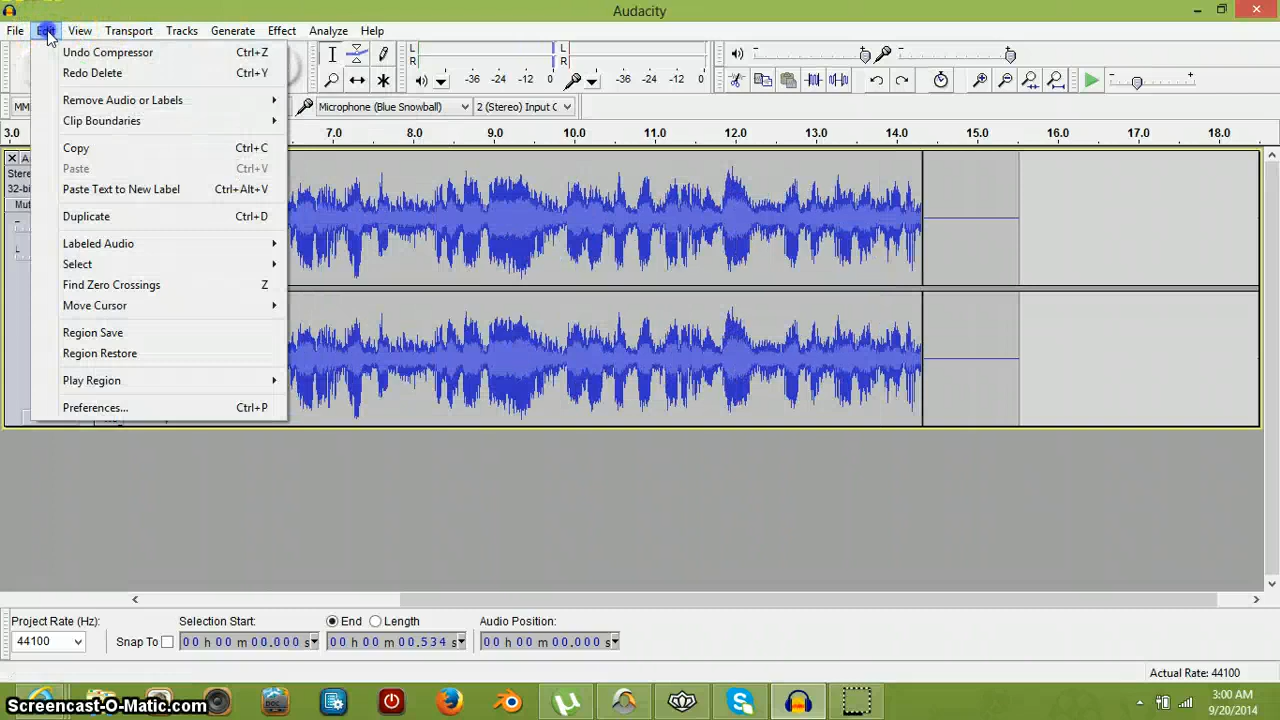 Audacity
File Edit View Transport Tracks Generate Effect Analyze Help
Undo Compressor Ctrl+Z
Redo Delete Ctrl+Y
Remove Audio or Labels
Clip Boundaries
Copy Ctrl+C
Paste Ctrl+V
Paste Text to New Label Ctrl+Alt+V
Duplicate Ctrl+D
Labeled Audio
Select
Find Zero Crossings Z
Move Cursor
Region Save
Region Restore
Play Region
Preferences... Ctrl+P
L
R
-36 -24 -12 0
L
R
-36 -24 -12 0
MM
Microphone (Blue Snowball) 2 (Stereo) Input C
3.0 7.0 8.0 9.0 10.0 11.0 12.0 13.0 14.0 15.0 16.0 17.0 18.0
Stere
32-bi
Mut
L
Project Rate (Hz):
44100
Snap To
Selection Start:
00 h 00 m 00.000 s
End Length
00 h 00 m 00.534 s
Audio Position:
00 h 00 m 00.000 s
Actual Rate: 44100
Screencast-O-Matic.com
3:00 AM
9/20/2014